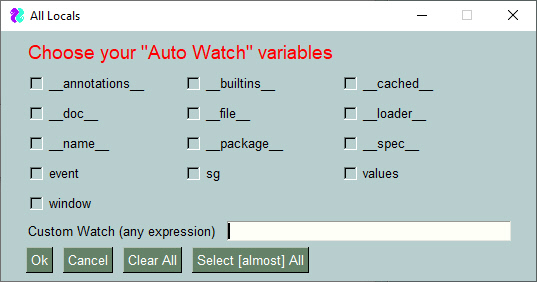 All Locals
Choose your "Auto Watch" variables
__annotations__ __builtins__ __cached__
__doc__ __file__ __loader__
__name__ __package__ __spec__
event sg values
window
Custom Watch (any expression)
Ok Cancel Clear All Select [almost] All